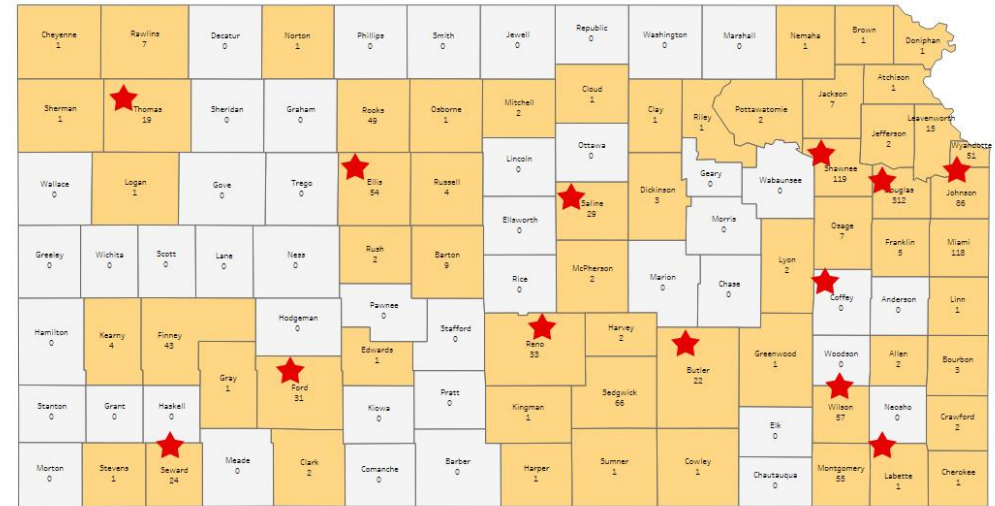 Cheyenne
1
Rawlins
7
Decatur
0
Norton
1
Phillips
0
Smith
0
Jewell
0
Republic
0
Washington
0
Marshall
0
Nemaha
1
Brown
1
Doniphan
1
Sherman
1
Thomas
19
Sheridan
0
Graham
0
Rooks
49
Osborne
1
Mitchell
2
Cloud
1
Clay
1
Riley
1
Pottawatomie
2
Jackson
7
Atchison
1
Jefferson
2
Leavenworth
15
Wyandotte
51
Wallace
0
Logan
1
Gove
0
Trego
0
Ellis
54
Russell
4
Lincoln
0
Ottawa
0
Saline
29
Dickinson
3
Geary
0
Wabaunsee
0
Shawnee
119
Douglas
312
Johnson
86
Ellsworth
0
Morris
0
Osage
7
Greeley
0
Wichita
0
Scott
0
Lane
0
Ness
0
Rush
2
Barton
9
Rice
0
McPherson
2
Marion
0
Chase
0
Lyon
2
Franklin
5
Miami
118
Coffey
0
Anderson
0
Linn
1
Hamilton
0
Kearny
4
Finney
43
Hodgeman
0
Pawnee
0
Stafford
0
Edwards
1
Gray
1
Ford
31
Reno
33
Harvey
2
Sedgwick
66
Butler
22
Greenwood
1
Woodson
0
Allen
2
Bourbon
3
Stanton
0
Grant
0
Haskell
0
Kiowa
0
Pratt
0
Kingman
1
Elk
0
Wilson
57
Neosho
0
Crawford
2
Morton
0
Stevens
1
Seward
24
Meade
0
Clark
2
Comanche
0
Barber
0
Harper
1
Sumner
1
Cowley
1
Chautauqua
0
Montgomery
55
Labette
1
Cherokee
1